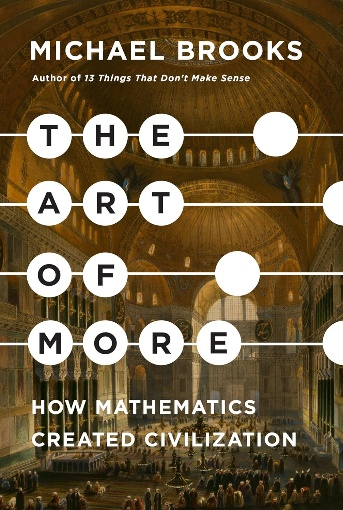 MICHAEL BROOKS
Author of 13 Things That Don't Make Sense
THE
ART
OF
MORE
HOW MATHEMATICS
CREATED CIVILIZATION